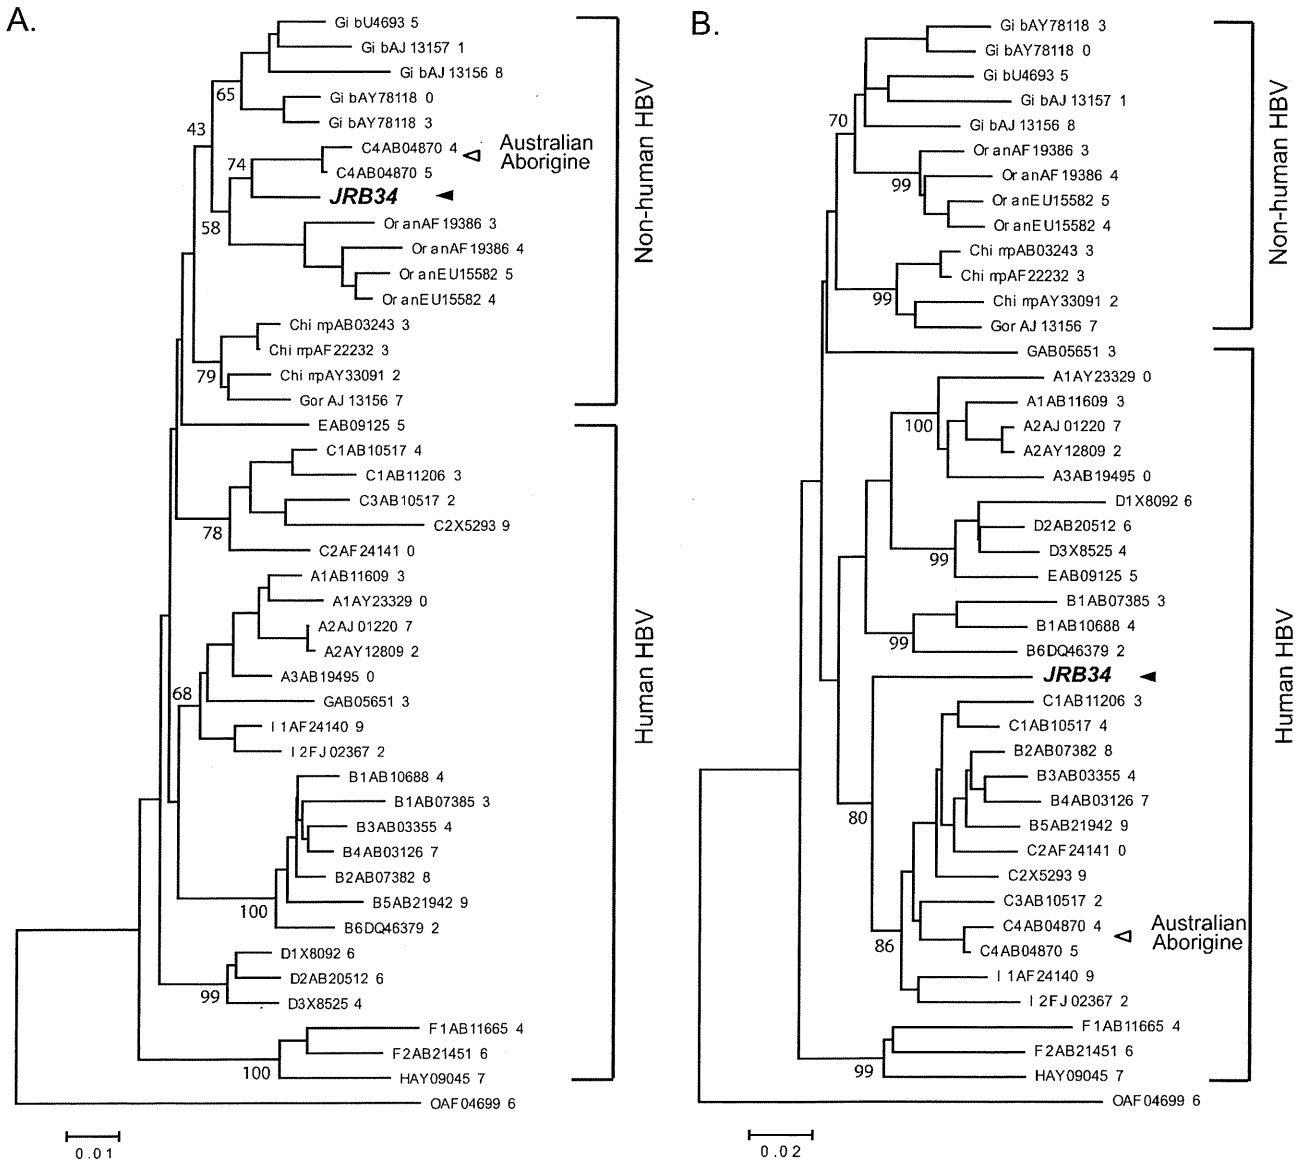 A.
Gi bU4693 5
Gi bAJ 13157 1
Gi bAJ 13156 8
Gi bAY78118 0
Gi bAY78118 3
C4AB04870 4
C4AB04870 5
Australian
Aborigine
JRB34
Or anAF19386 3
Or anAF19386 4
Or anEU15582 5
Or anEU15582 4
Chi mpAB03243 3
Chi mpAF22232 3
Chi mpAY33091 2
Gor AJ 13156 7
EAB09125 5
C1AB10517 4
C1AB11206 3
C3AB10517 2
C2X5293 9
C2AF24141 0
A1AB11609 3
A1AY23329 0
A2AJ 01220 7
A2AY12809 2
A3AB19495 0
GAB05651 3
I 1AF24140 9
I 2FJ 02367 2
B1AB10688 4
B1AB07385 3
B3AB03355 4
B4AB03126 7
B2AB07382 8
B5AB21942 9
B6DQ46379 2
D1X8092 6
D2AB20512 6
D3X8525 4
F1AB11665 4
F2AB21451 6
HAY09045 7
OAF04699 6
65
43
74
58
79
78
68
100
99
100
0.01
Non-human HBV
Human HBV
B.
Gi bAY78118 3
Gi bAY78118 0
Gi bU4693 5
Gi bAJ 13157 1
Gi bAJ 13156 8
Or anAF19386 3
Or anAF19386 4
Or anEU15582 5
Or anEU15582 4
Chi mpAB03243 3
Chi mpAF22232 3
Chi mpAY33091 2
Gor AJ 13156 7
GAB05651 3
A1AY23329 0
A1AB11609 3
A2AJ 01220 7
A2AY12809 2
A3AB19495 0
D1X8092 6
D2AB20512 6
D3X8525 4
EAB09125 5
B1AB07385 3
B1AB10688 4
B6DQ46379 2
JRB34
C1AB11206 3
C1AB10517 4
B2AB07382 8
B3AB03355 4
B4AB03126 7
B5AB21942 9
C2AF24141 0
C2X5293 9
C3AB10517 2
C4AB04870 4
C4AB04870 5
Australian
Aborigine
I 1AF24140 9
I 2FJ 02367 2
F1AB11665 4
F2AB21451 6
HAY09045 7
OAF04699 6
70
99
99
100
99
99
80
86
99
0.02
Non-human HBV
Human HBV